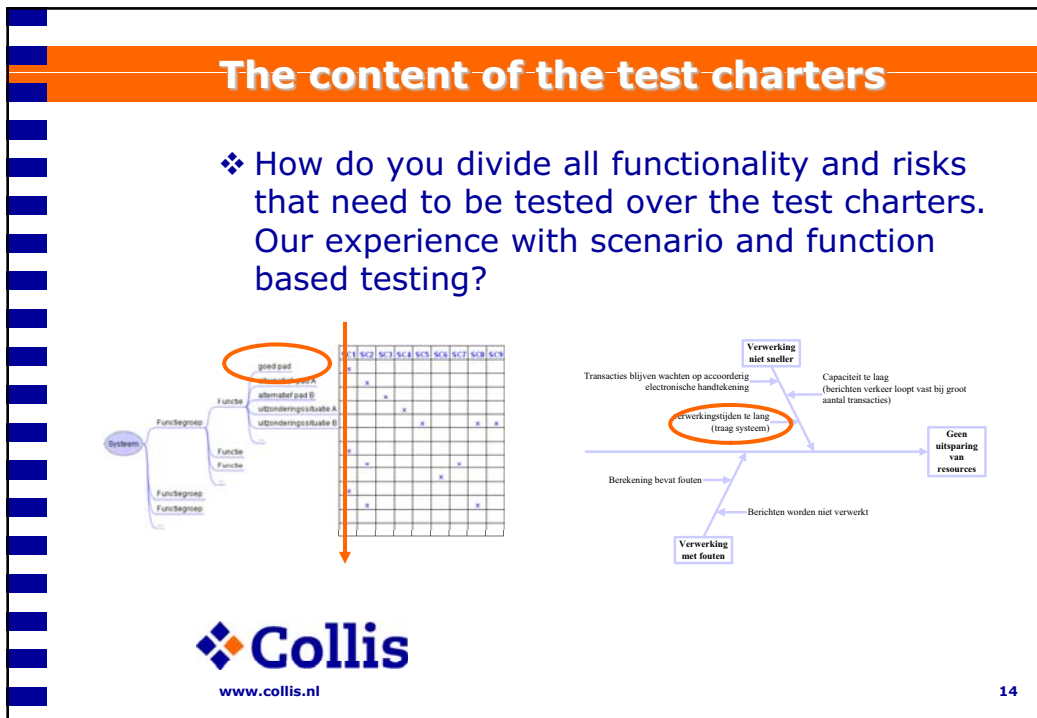 The content of the test charters
❖ How do you divide all functionality and risks
that need to be tested over the test charters.
Our experience with scenario and function
based testing?
SC1 SC2 SC3 SC4 SC5 SC6 SC7 SC8 SC9
goed pad
alternatief pad A
alternatief pad B
uitzonderingssituatie A
uitzonderingssituatie B
...
Functie
Functie
Functie
...
Functiegroep
Functiegroep
Functiegroep
...
Systeem
x
x
x
x
x x x
x
x x
x
x
x x
Verwerking
niet sneller
Transacties blijven wachten op accoorderig
electronische handtekening
Capaciteit te laag
(berichten verkeer loopt vast bij groot
aantal transacties)
erwerkingstijden te lang
(traag systeem)
Geen
uitsparing
van
resources
Berekening bevat fouten
Berichten worden niet verwerkt
Verwerking
met fouten
Collis
www.collis.nl
14